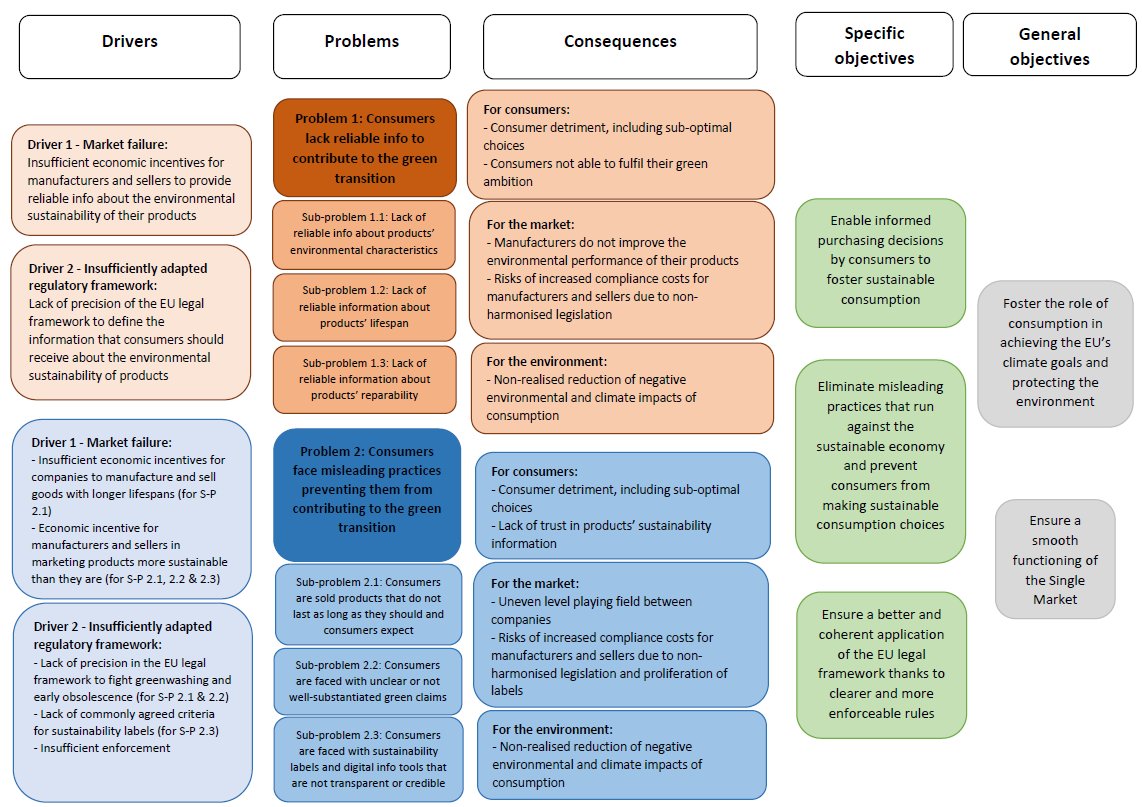 Drivers
Problems
Consequences
Specific
objectives
General
objectives
Driver 1 - Market failure:
Insufficient economic incentives for
manufacturers and sellers to provide
reliable info about the environmental
sustainability of their products
Driver 2 - Insufficiently adapted
regulatory framework:
Lack of precision of the EU legal
framework to define the
information that consumers should
receive about the environmental
sustainability of products
Driver 1 - Market failure:
- Insufficient economic incentives for
companies to manufacture and sell
goods with longer lifespans (for S-P
2.1)
- Economic incentive for
manufacturers and sellers in
marketing products more sustainable
than they are (for S-P 2.1, 2.2 & 2.3)
Driver 2 - Insufficiently adapted
regulatory framework:
- Lack of precision in the EU legal
framework to fight greenwashing and
early obsolescence (for S-P 2.1 & 2.2)
- Lack of commonly agreed criteria
for sustainability labels (for S-P 2.3)
- Insufficient enforcement
Problem 1: Consumers
lack reliable info to
contribute to the green
transition
Sub-problem 1.1: Lack of
reliable info about products’
environmental characteristics
Sub-problem 1.2: Lack of
reliable information about
products’ lifespan
Sub-problem 1.3: Lack of
reliable information about
products’ reparability
Problem 2: Consumers
face misleading practices
preventing them from
contributing to the green
transition
Sub-problem 2.1: Consumers
are sold products that do not
last as long as they should and
consumers expect
Sub-problem 2.2: Consumers
are faced with unclear or not
well-substantiated green claims
Sub-problem 2.3: Consumers
are faced with sustainability
labels and digital info tools that
are not transparent or credible
For consumers:
- Consumer detriment, including sub-optimal
choices
- Consumers not able to fulfil their green
ambition
For the market:
- Manufacturers do not improve the
environmental performance of their products
- Risks of increased compliance costs for
manufacturers and sellers due to non-
harmonised legislation
For the environment:
- Non-realised reduction of negative
environmental and climate impacts of
consumption
For consumers:
- Consumer detriment, including sub-optimal
choices
- Lack of trust in products’ sustainability
information
For the market:
- Uneven level playing field between
companies
- Risks of increased compliance costs for
manufacturers and sellers due to non-
harmonised legislation and proliferation of
labels
For the environment:
- Non-realised reduction of negative
environmental and climate impacts of
consumption
Enable informed
purchasing decisions
by consumers to
foster sustainable
consumption
Eliminate misleading
practices that run
against the
sustainable economy
and prevent
consumers from
making sustainable
consumption choices
Ensure a better and
coherent application
of the EU legal
framework thanks to
clearer and more
enforceable rules
Foster the role of
consumption in
achieving the EU’s
climate goals and
protecting the
environment
Ensure a
smooth
functioning of
the Single
Market